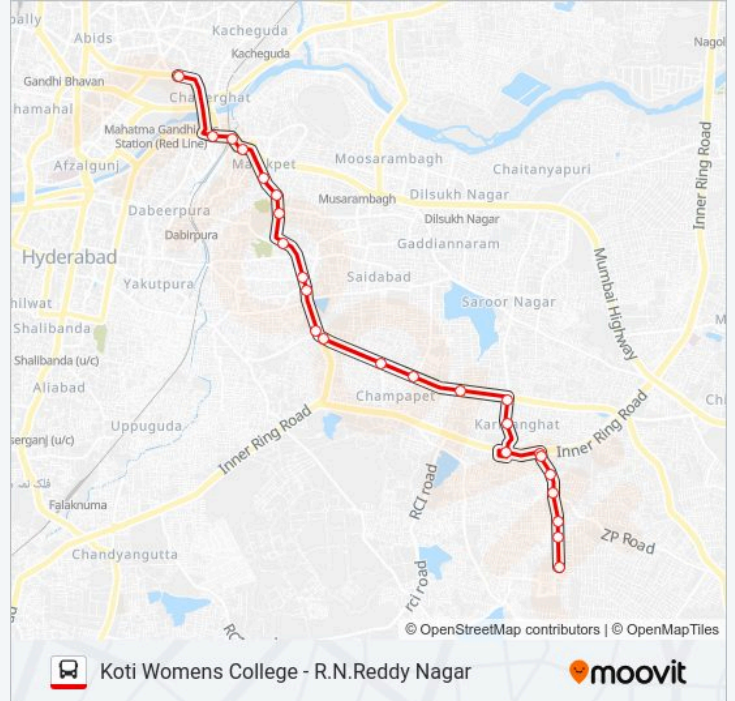 pally
Abids
Kacheguda
Kacheguda
Nagol
Gandhi Bhavan
Chaderghat
hamahal
Mahatma Gandhi
Station (Red Line)
Malakpet
Moosarambagh
Chaitanyapuri
Afzalgunj
Inner Ring Road
Musarambagh
Dilsukh Nagar
Dabeerpura
Dilsukh Nagar
Dabirpura
Gaddiannaram
Hyderabad
Mumbai Highway
Yakutpura
Saidabad
hilwat
Saroor Nagar
Shalibanda
Shalibanda (u/c)
Aliabad
Champapet
Inner Ring Road
Uppuguda
Karmanghat
Inner Ring Road
serganj (u/c)
RCI road
Falaknuma
ZP Road
Chandyangutta
rci road
© OpenStreetMap contributors | © OpenMapTiles
Koti Womens College - R.N.Reddy Nagar
moovit